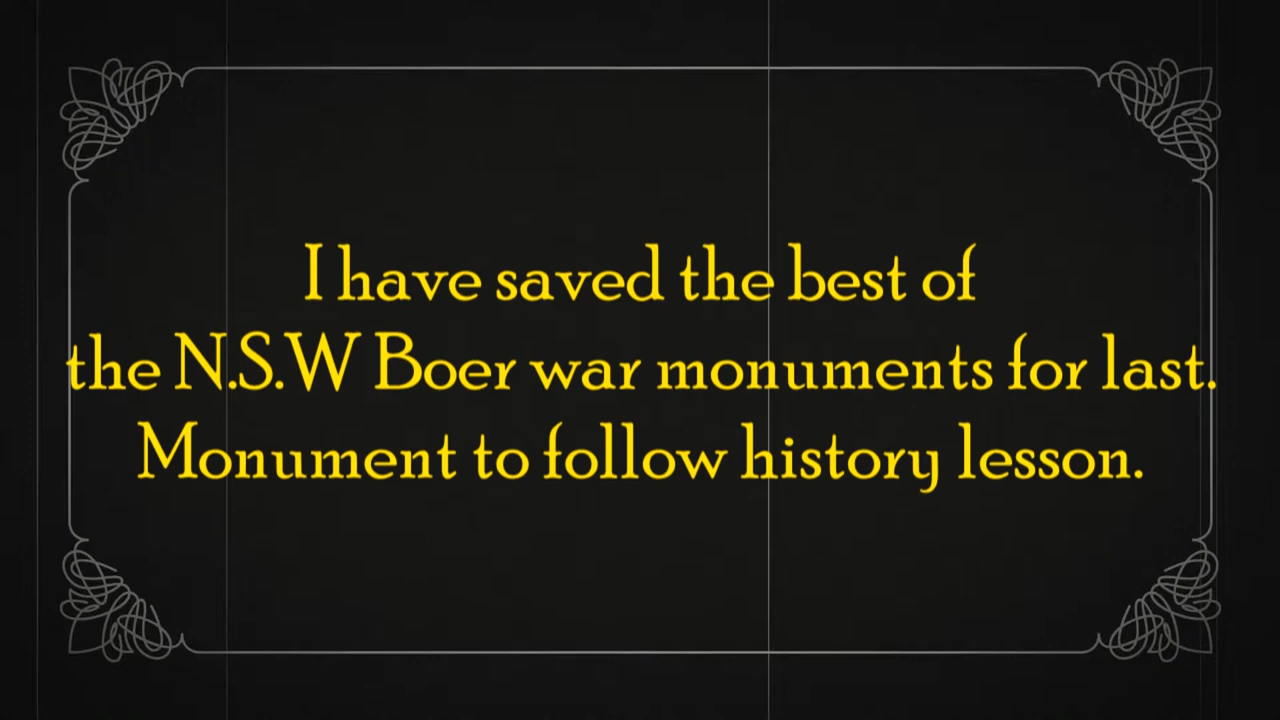 I have saved the best of
the N.S.W Boer war monuments for last.
Monument to follow history lesson.